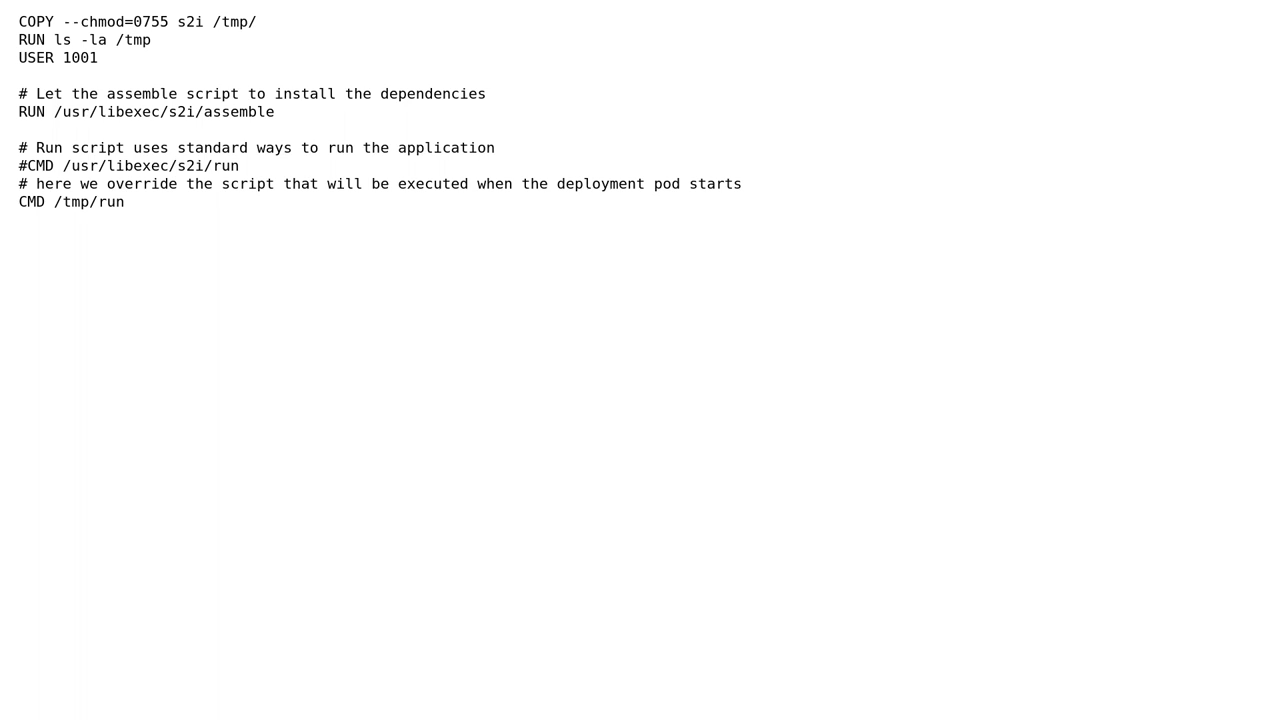 COPY --chmod=0755 s2i /tmp/
RUN ls -la /tmp
USER 1001
# Let the assemble script to install the dependencies
RUN /usr/libexec/s2i/assemble
# Run script uses standard ways to run the application
#CMD /usr/libexec/s2i/run
# here we override the script that will be executed when the deployment pod starts
CMD /tmp/run